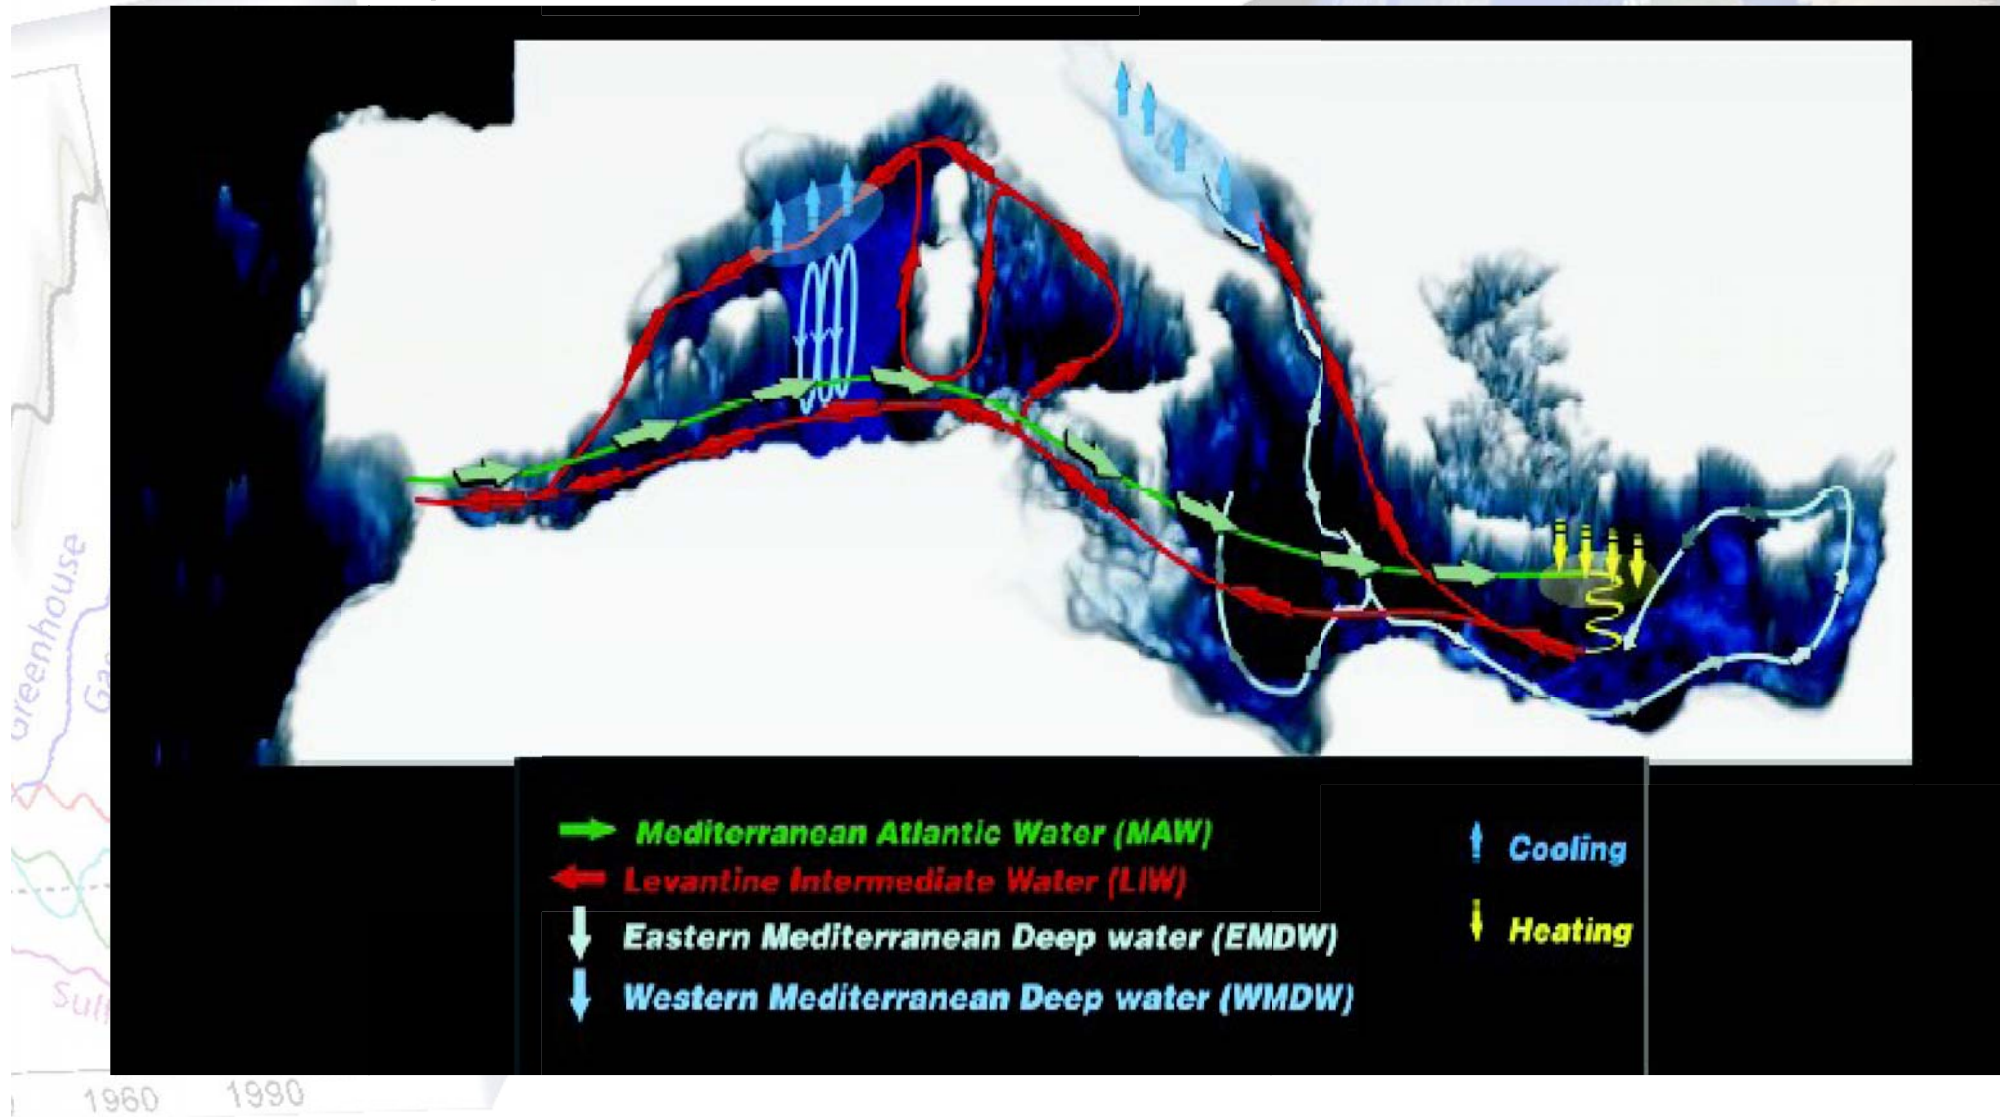 Greenhouse
Mediterranean Atlantic Water (MAW)
Levantine Intermediate Water (LIW)
Eastern Mediterranean Deep water (EMDW)
Western Mediterranean Deep water (WMDW)
Cooling
Heating
1960 1990